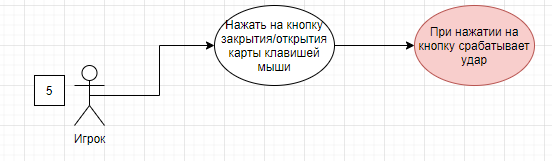 Нажать на кнопку
закрытия/открытия
карты клавишей
мыши
При нажатии на
кнопку срабатывает
удар
5
Игрок